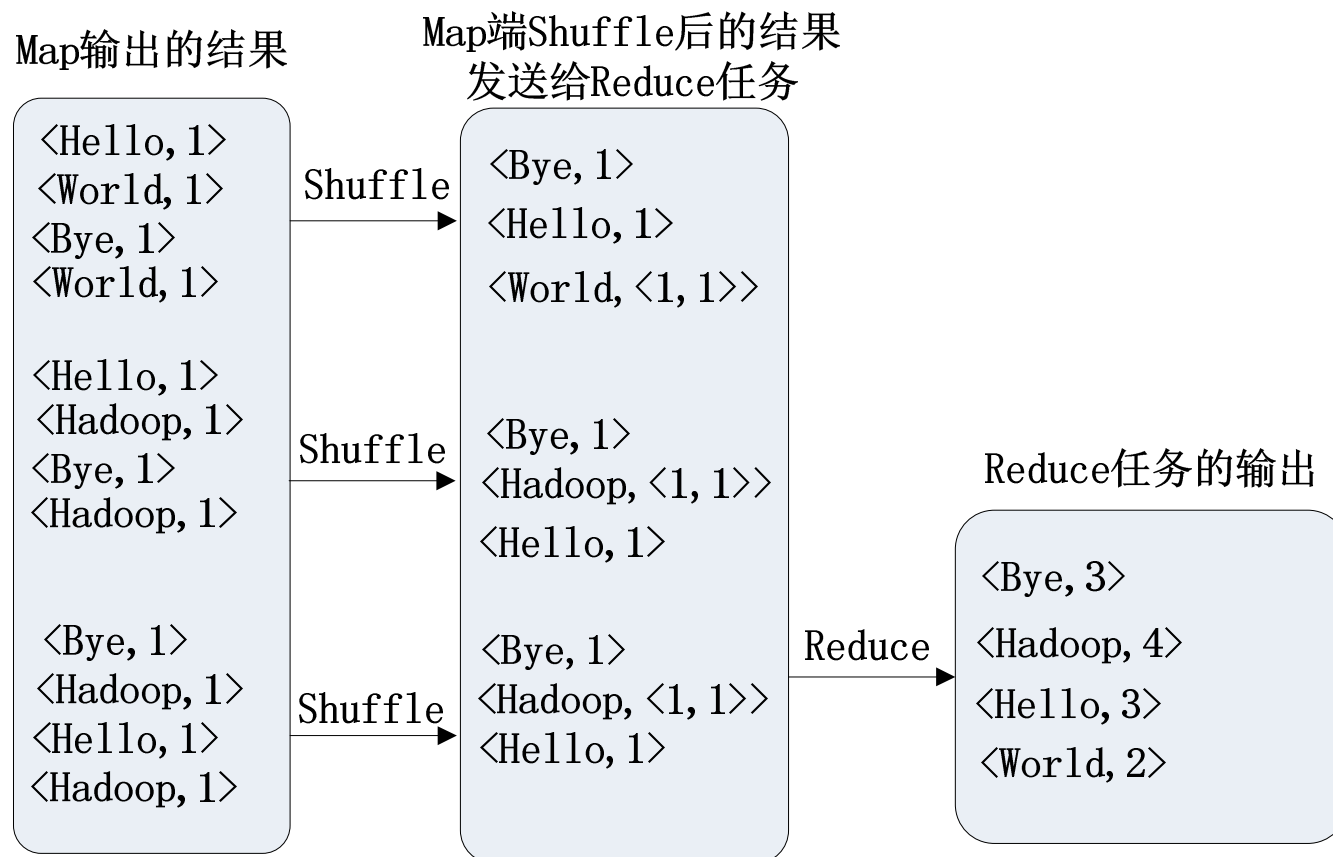 Map输出的结果
<Hello,1>
<World,1>
<Bye,1>
<World,1>
<Hello,1>
<Hadoop,1>
<Bye,1>
<Hadoop,1>
<Bye,1>
<Hadoop,1>
<Hello,1>
<Hadoop,1>
Shuffle
Shuffle
Shuffle
Map端Shuffle后的结果
发送给Reduce任务
<Bye,1>
<Hello,1>
<World,<1,1>>
<Bye,1>
<Hadoop,<1,1>>
<Hello,1>
<Bye,1>
<Hadoop,<1,1>>
<Hello,1>
Reduce
Reduce任务的输出
<Bye,3>
<Hadoop,4>
<Hello,3>
<World,2>